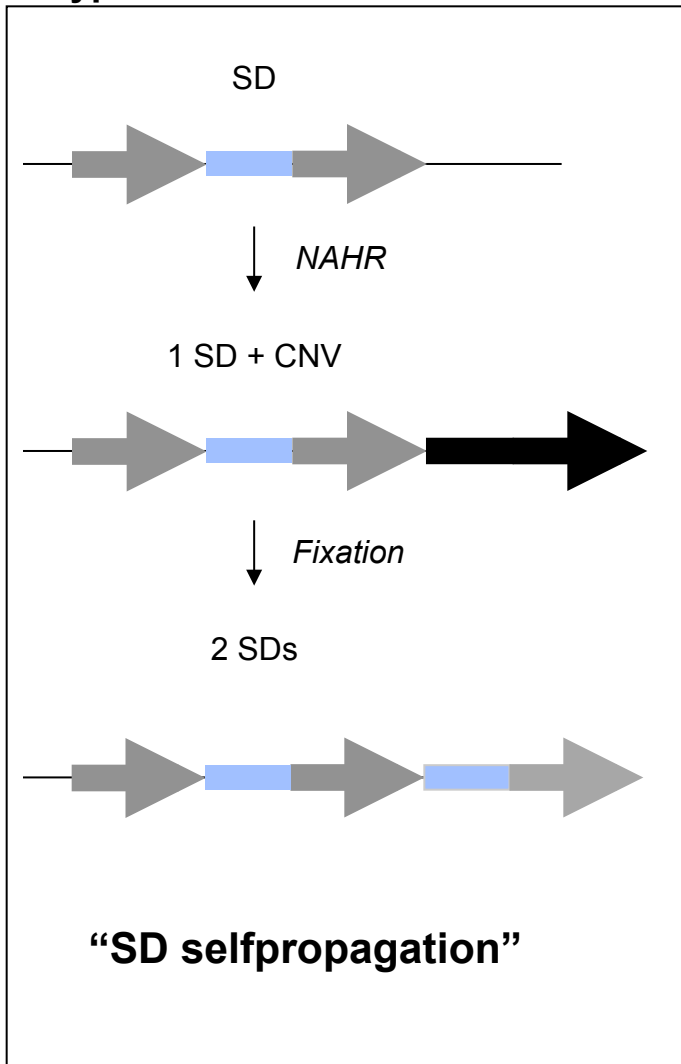 SD
NAHR
1 SD + CNV
Fixation
2 SDs
“SD selfpropagation”